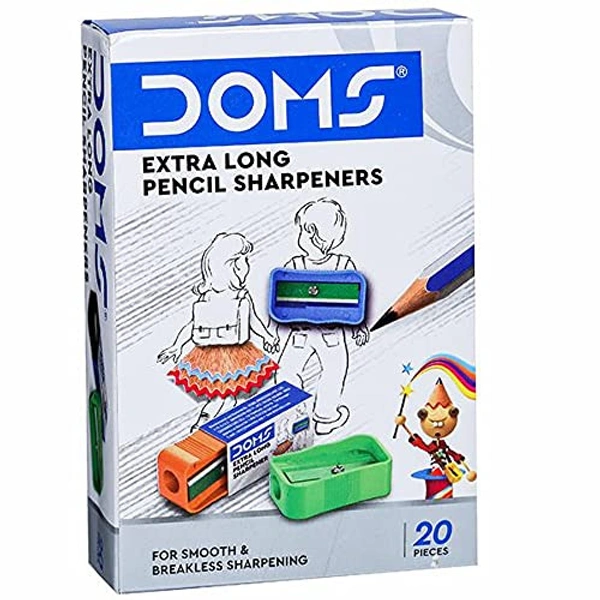 DOMS®
EXTRA LONG
PENCIL SHARPENERS
DOMS®
EXTRA LONG
PENCIL SHARPENERS
DOMS
EXTRA LONG
PENCIL
SHARPENER
FOR SMOOTH &
BREAKLESS SHARPENING
20
PIECES